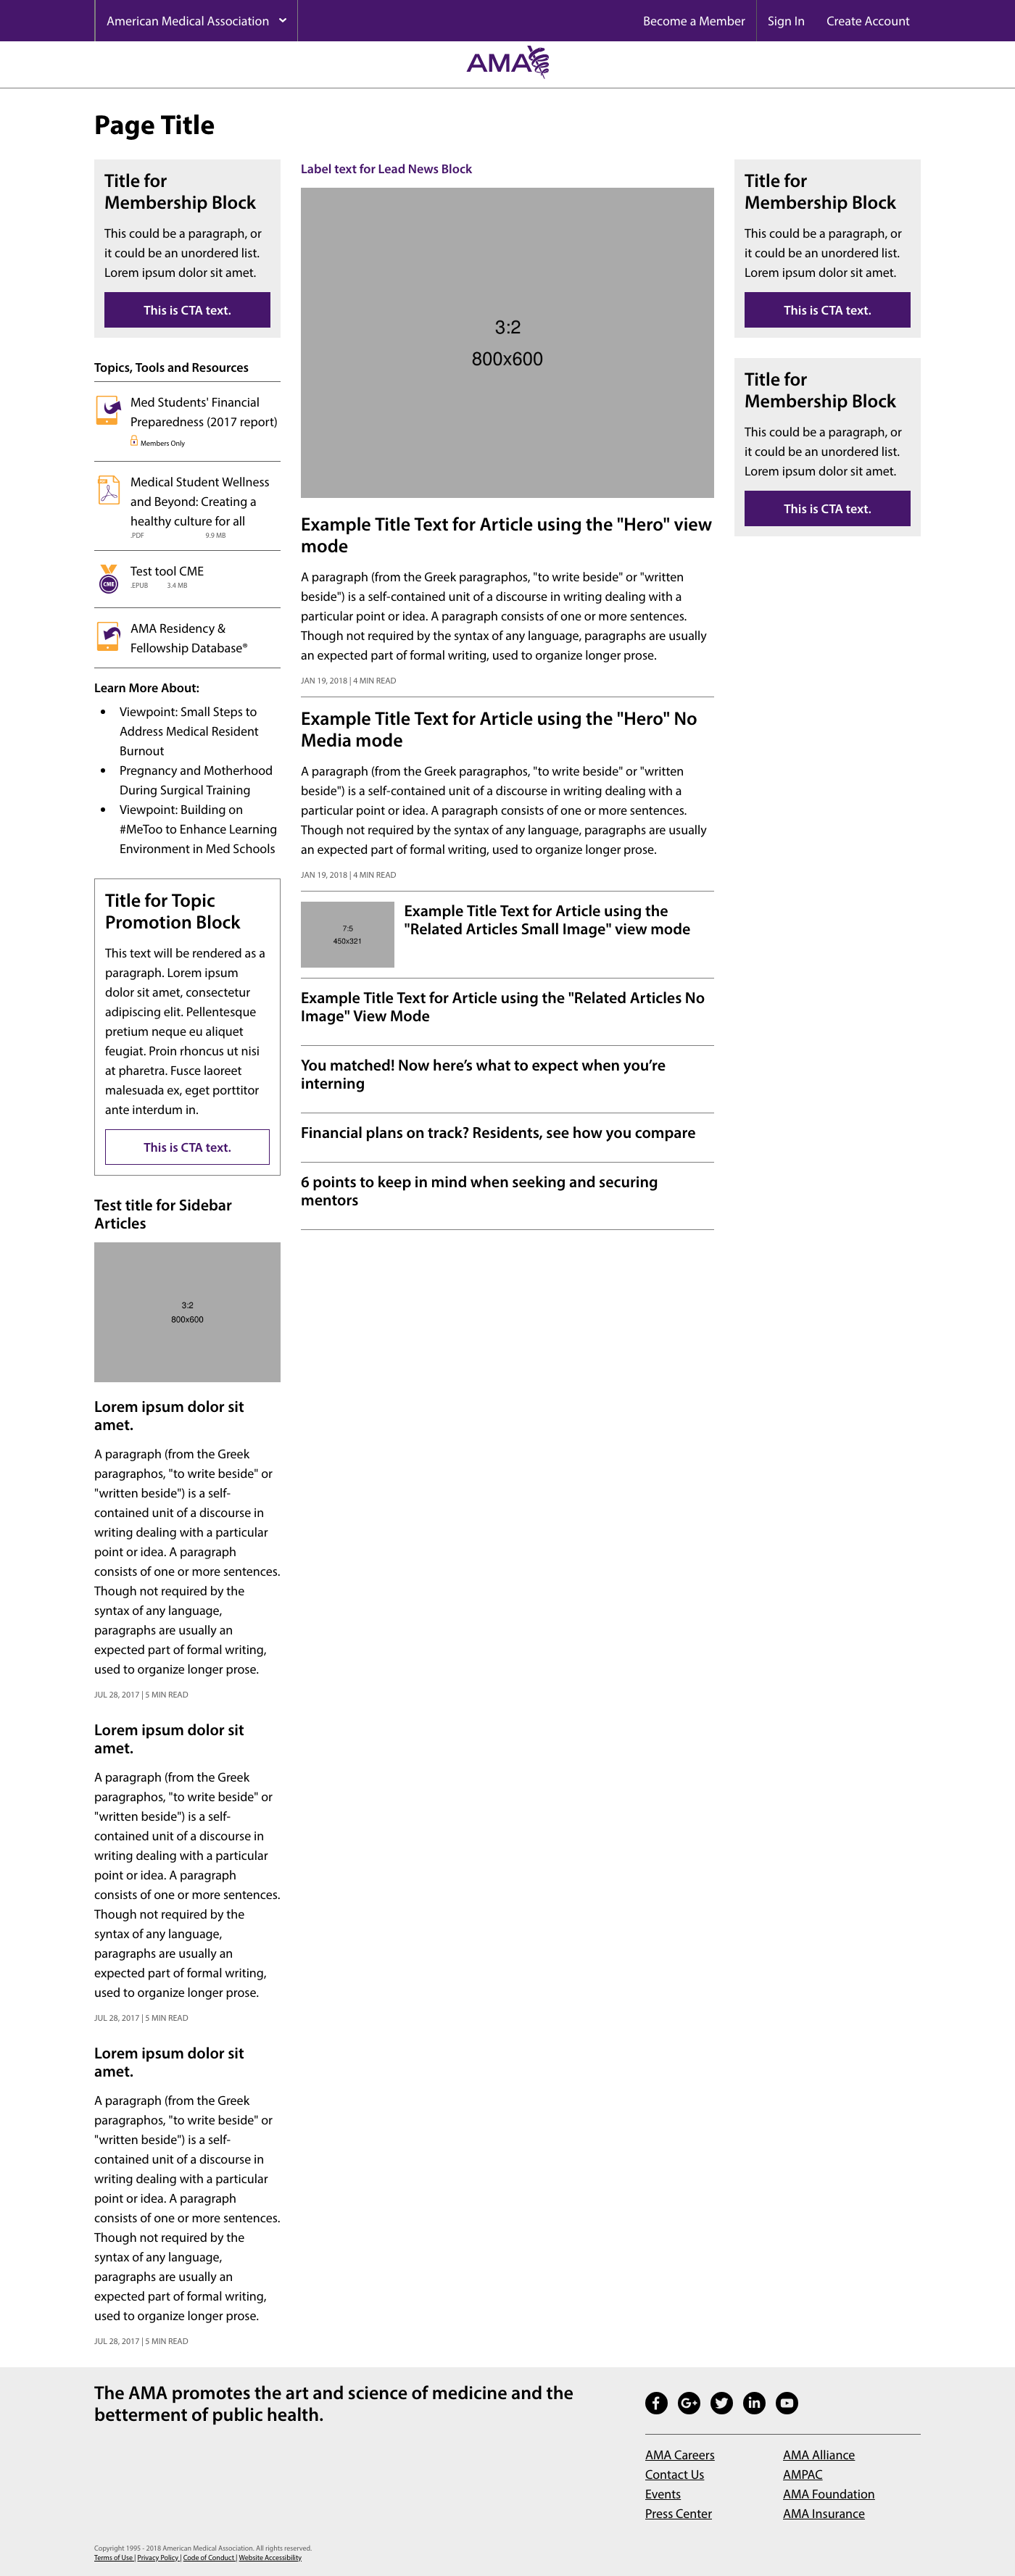 American Medical Association
Become a Member
Sign In
Create Account
AMA
Page Title
Title for
Membership Block
This could be a paragraph, or
it could be an unordered list.
Lorem ipsum dolor sit amet.
This is CTA text.
Topics, Tools and Resources
Med Students' Financial
Preparedness (2017 report)
Members Only
Medical Student Wellness
and Beyond: Creating a
healthy culture for all
.PDF 9.9 MB
CME
Test tool CME
.EPUB 3.4 MB
AMA Residency &
Fellowship Database®
Learn More About:
Viewpoint: Small Steps to
Address Medical Resident
Burnout
Pregnancy and Motherhood
During Surgical Training
Viewpoint: Building on
#MeToo to Enhance Learning
Environment in Med Schools
Title for Topic
Promotion Block
This text will be rendered as a
paragraph. Lorem ipsum
dolor sit amet, consectetur
adipiscing elit. Pellentesque
pretium neque eu aliquet
feugiat. Proin rhoncus ut nisi
at pharetra. Fusce laoreet
malesuada ex, eget porttitor
ante interdum in.
This is CTA text.
Test title for Sidebar
Articles
3:2
800x600
Lorem ipsum dolor sit
amet.
A paragraph (from the Greek
paragraphos, "to write beside" or
"written beside") is a self-
contained unit of a discourse in
writing dealing with a particular
point or idea. A paragraph
consists of one or more sentences.
Though not required by the
syntax of any language,
paragraphs are usually an
expected part of formal writing,
used to organize longer prose.
JUL 28, 2017 | 5 MIN READ
Lorem ipsum dolor sit
amet.
A paragraph (from the Greek
paragraphos, "to write beside" or
"written beside") is a self-
contained unit of a discourse in
writing dealing with a particular
point or idea. A paragraph
consists of one or more sentences.
Though not required by the
syntax of any language,
paragraphs are usually an
expected part of formal writing,
used to organize longer prose.
JUL 28, 2017 | 5 MIN READ
Lorem ipsum dolor sit
amet.
A paragraph (from the Greek
paragraphos, "to write beside" or
"written beside") is a self-
contained unit of a discourse in
writing dealing with a particular
point or idea. A paragraph
consists of one or more sentences.
Though not required by the
syntax of any language,
paragraphs are usually an
expected part of formal writing,
used to organize longer prose.
JUL 28, 2017 | 5 MIN READ
Label text for Lead News Block
3:2
800x600
Example Title Text for Article using the "Hero" view
mode
A paragraph (from the Greek paragraphos, "to write beside" or "written
beside") is a self-contained unit of a discourse in writing dealing with a
particular point or idea. A paragraph consists of one or more sentences.
Though not required by the syntax of any language, paragraphs are usually
an expected part of formal writing, used to organize longer prose.
JAN 19, 2018 | 4 MIN READ
Example Title Text for Article using the "Hero" No
Media mode
A paragraph (from the Greek paragraphos, "to write beside" or "written
beside") is a self-contained unit of a discourse in writing dealing with a
particular point or idea. A paragraph consists of one or more sentences.
Though not required by the syntax of any language, paragraphs are usually
an expected part of formal writing, used to organize longer prose.
JAN 19, 2018 | 4 MIN READ
7:5
450x321
Example Title Text for Article using the
"Related Articles Small Image" view mode
Example Title Text for Article using the "Related Articles No
Image" View Mode
You matched! Now here’s what to expect when you’re
interning
Financial plans on track? Residents, see how you compare
6 points to keep in mind when seeking and securing
mentors
Title for
Membership Block
This could be a paragraph, or
it could be an unordered list.
Lorem ipsum dolor sit amet.
This is CTA text.
Title for
Membership Block
This could be a paragraph, or
it could be an unordered list.
Lorem ipsum dolor sit amet.
This is CTA text.
The AMA promotes the art and science of medicine and the
betterment of public health.
AMA Careers
Contact Us
Events
Press Center
AMA Alliance
AMPAC
AMA Foundation
AMA Insurance
Copyright 1995 - 2018 American Medical Association. All rights reserved.
Terms of Use | Privacy Policy | Code of Conduct | Website Accessibility